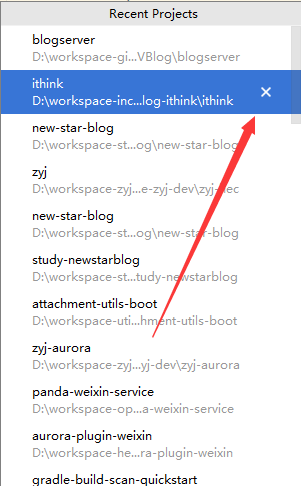 Recent Projects
blogserver
D:\workspace-gi...VBlog\blogserver
ithink
D:\workspace-inc...log-ithink\ithink
new-star-blog
D:\workspace-st...og\new-star-blog
zyj
D:\workspace-zyj...e-zyj-dev\zyj-sec
new-star-blog
D:\workspace-st...og\new-star-blog
study-newstarblog
D:\workspace-st...tudy-newstarblog
attachment-utils-boot
D:\workspace-uti...hment-utils-boot
zyj-aurora
D:\workspace-zyj...yj-dev\zyj-aurora
panda-weixin-service
D:\workspace-op...a-weixin-service
aurora-plugin-weixin
D:\workspace-he...ra-plugin-weixin
gradle-build-scan-quickstart